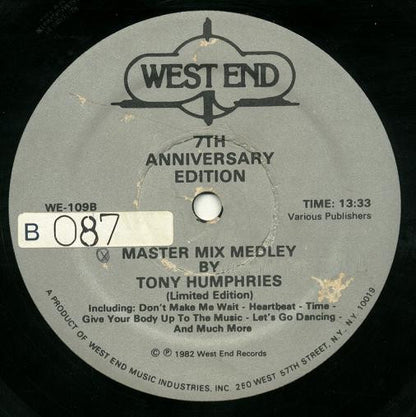 WEST END
7TH
ANNIVERSARY
EDITION
WE-109B
TIME: 13:33
Various Publishers
B 087
MASTER MIX MEDLEY
BY
TONY HUMPHRIES
(Limited Edition)
Including: Don't Make Me Wait - Heartbeat - Time -
Give Your Body Up To The Music - Let's Go Dancing -
And Much More
© ℗ 1982 West End Records
A PRODUCT OF WEST END MUSIC INDUSTRIES, INC. 250 WEST 57TH STREET, N.Y., N.Y. 10019